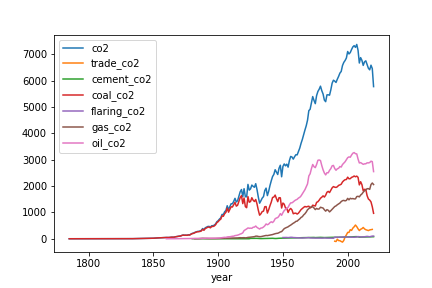 7000
6000
5000
4000
3000
2000
1000
0
co2
trade_co2
cement_co2
coal_co2
flaring_co2
gas_co2
oil_co2
1800 1850 1900 1950 2000
year